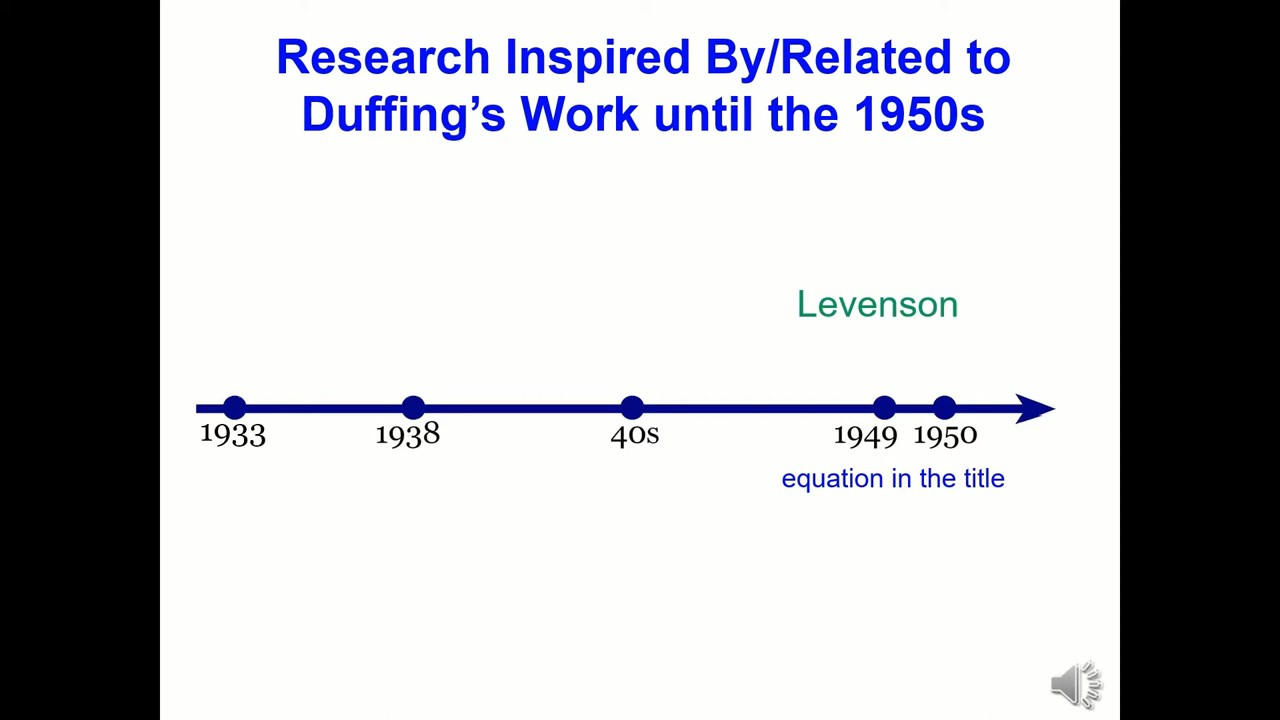 Research Inspired By/Related to
Duffing’s Work until the 1950s
Levenson
1933 1938 40s 1949 1950
equation in the title